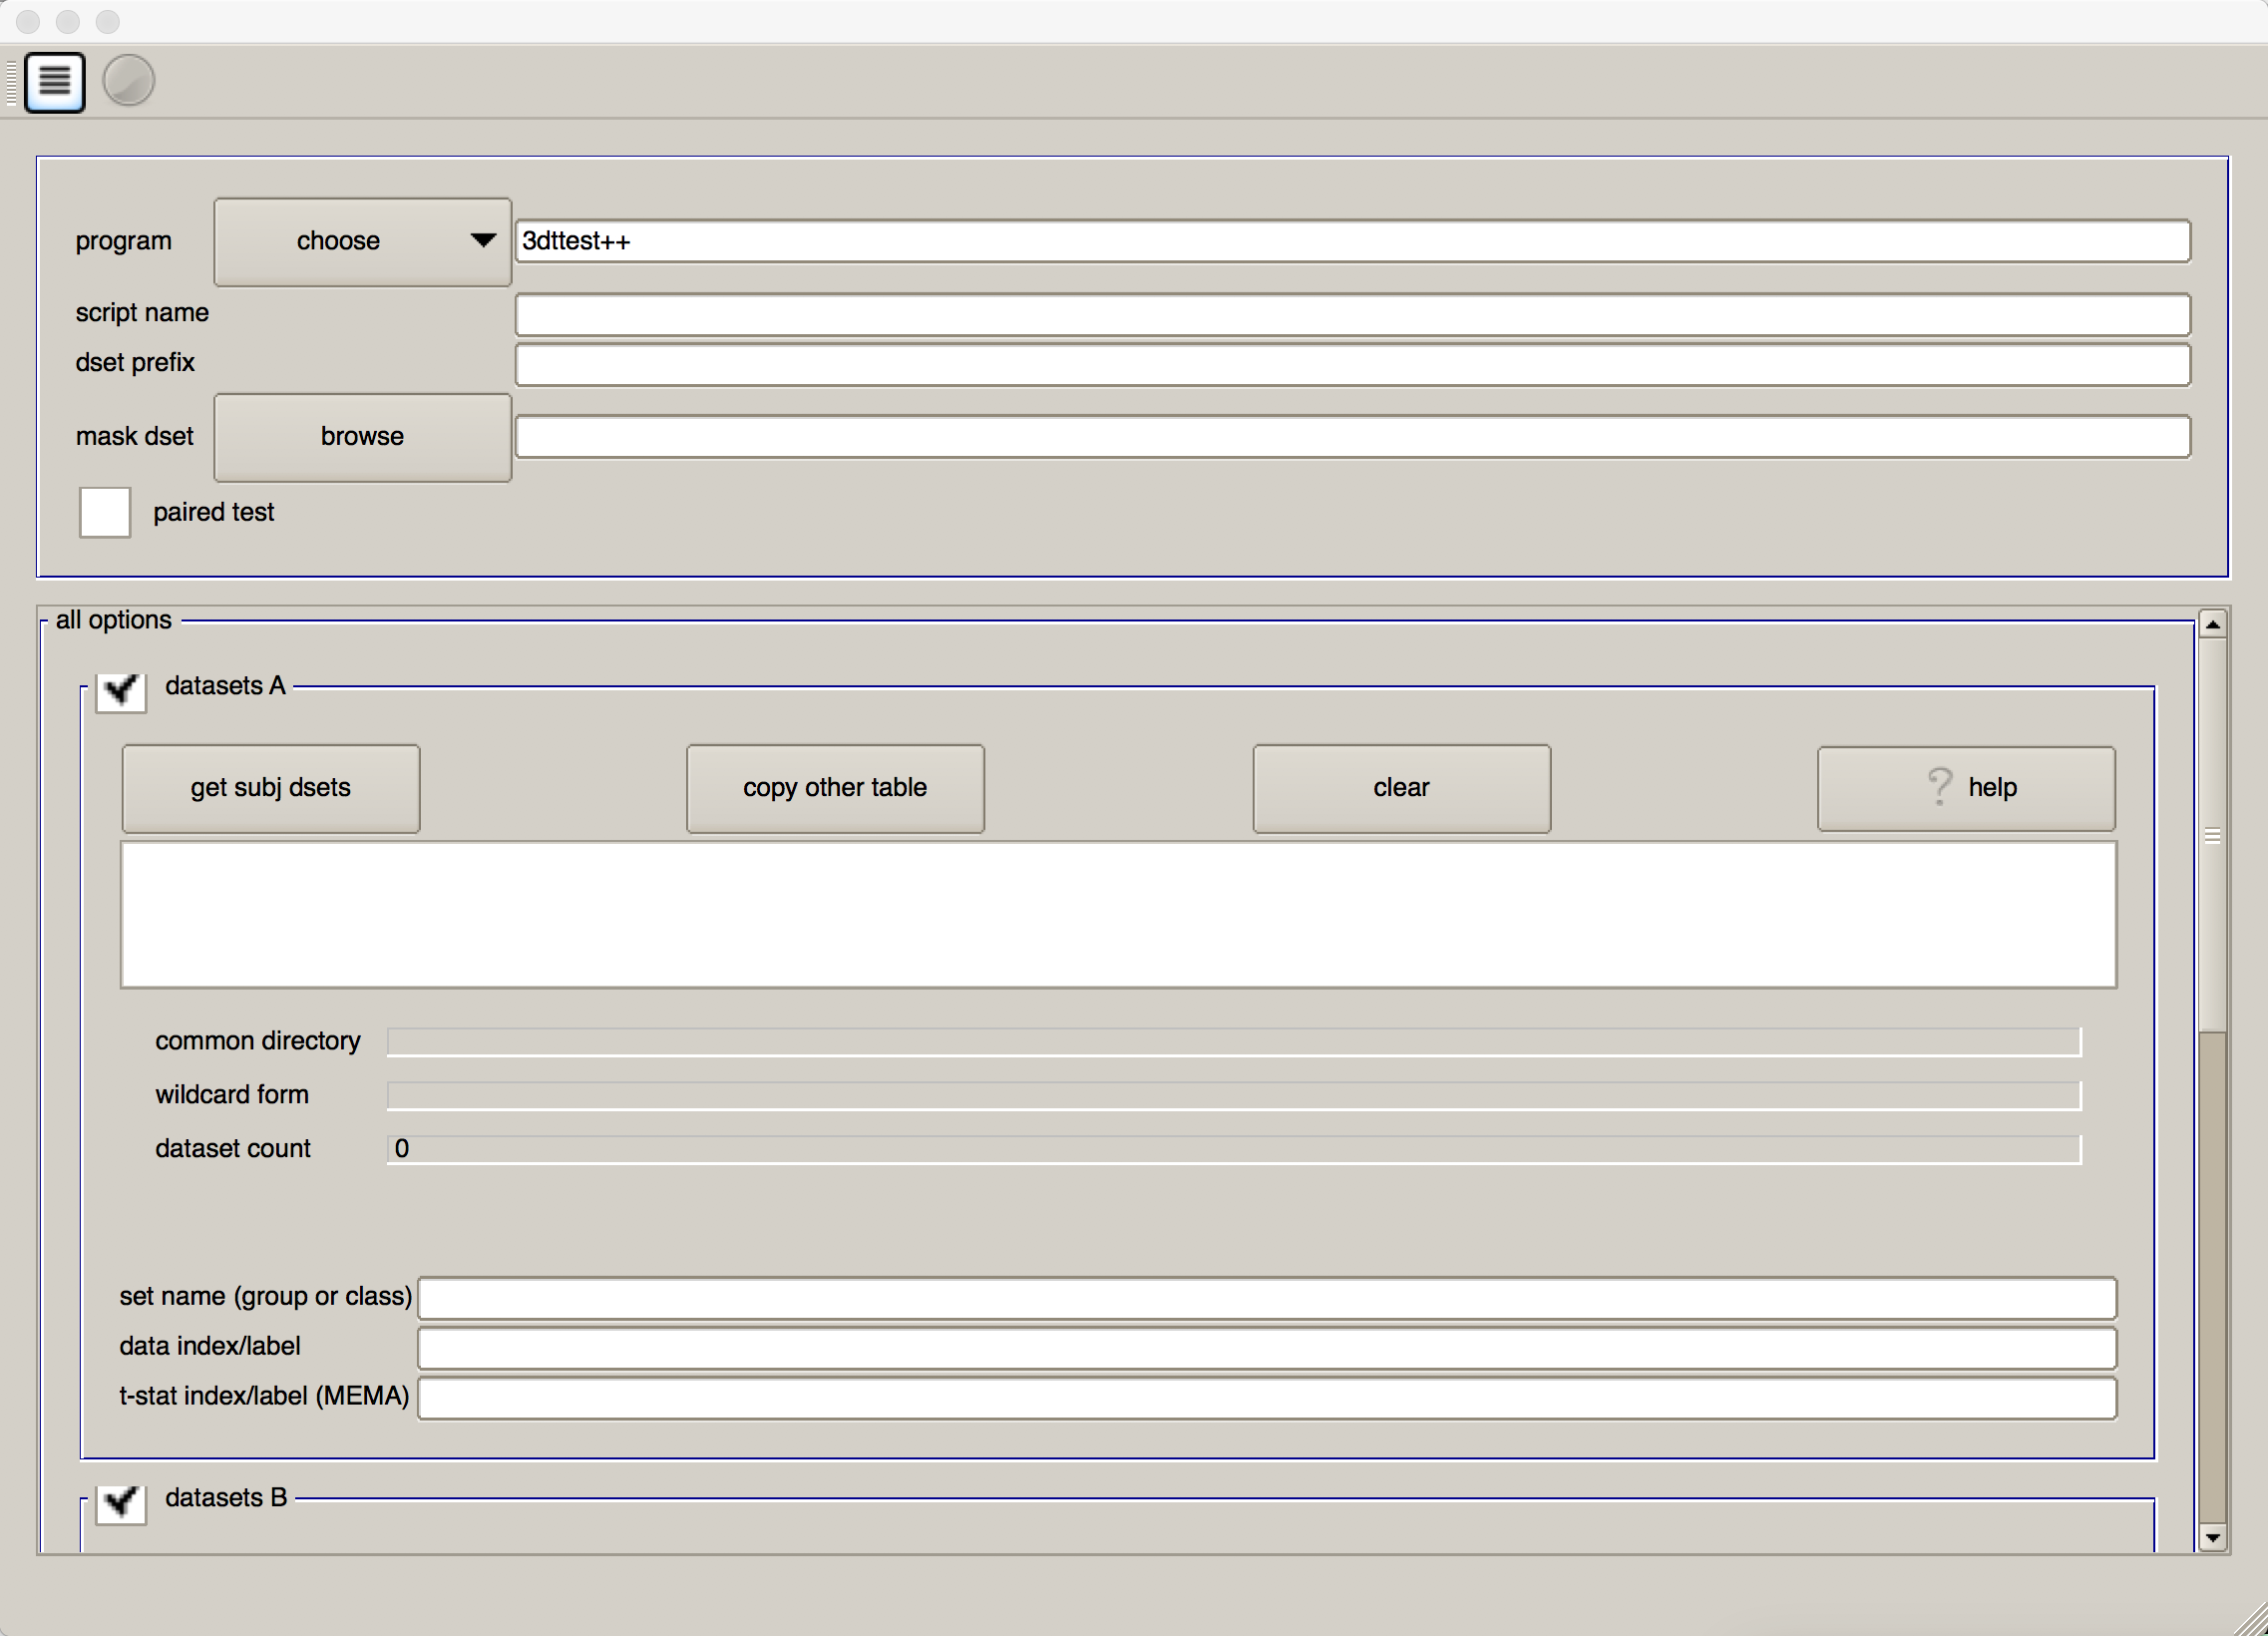 program choose 3dttest++
script name
dset prefix
mask dset browse
paired test
all options
datasets A
get subj dsets copy other table clear ? help
common directory
wildcard form
dataset count 0
set name (group or class)
data index/label
t-stat index/label (MEMA)
datasets B